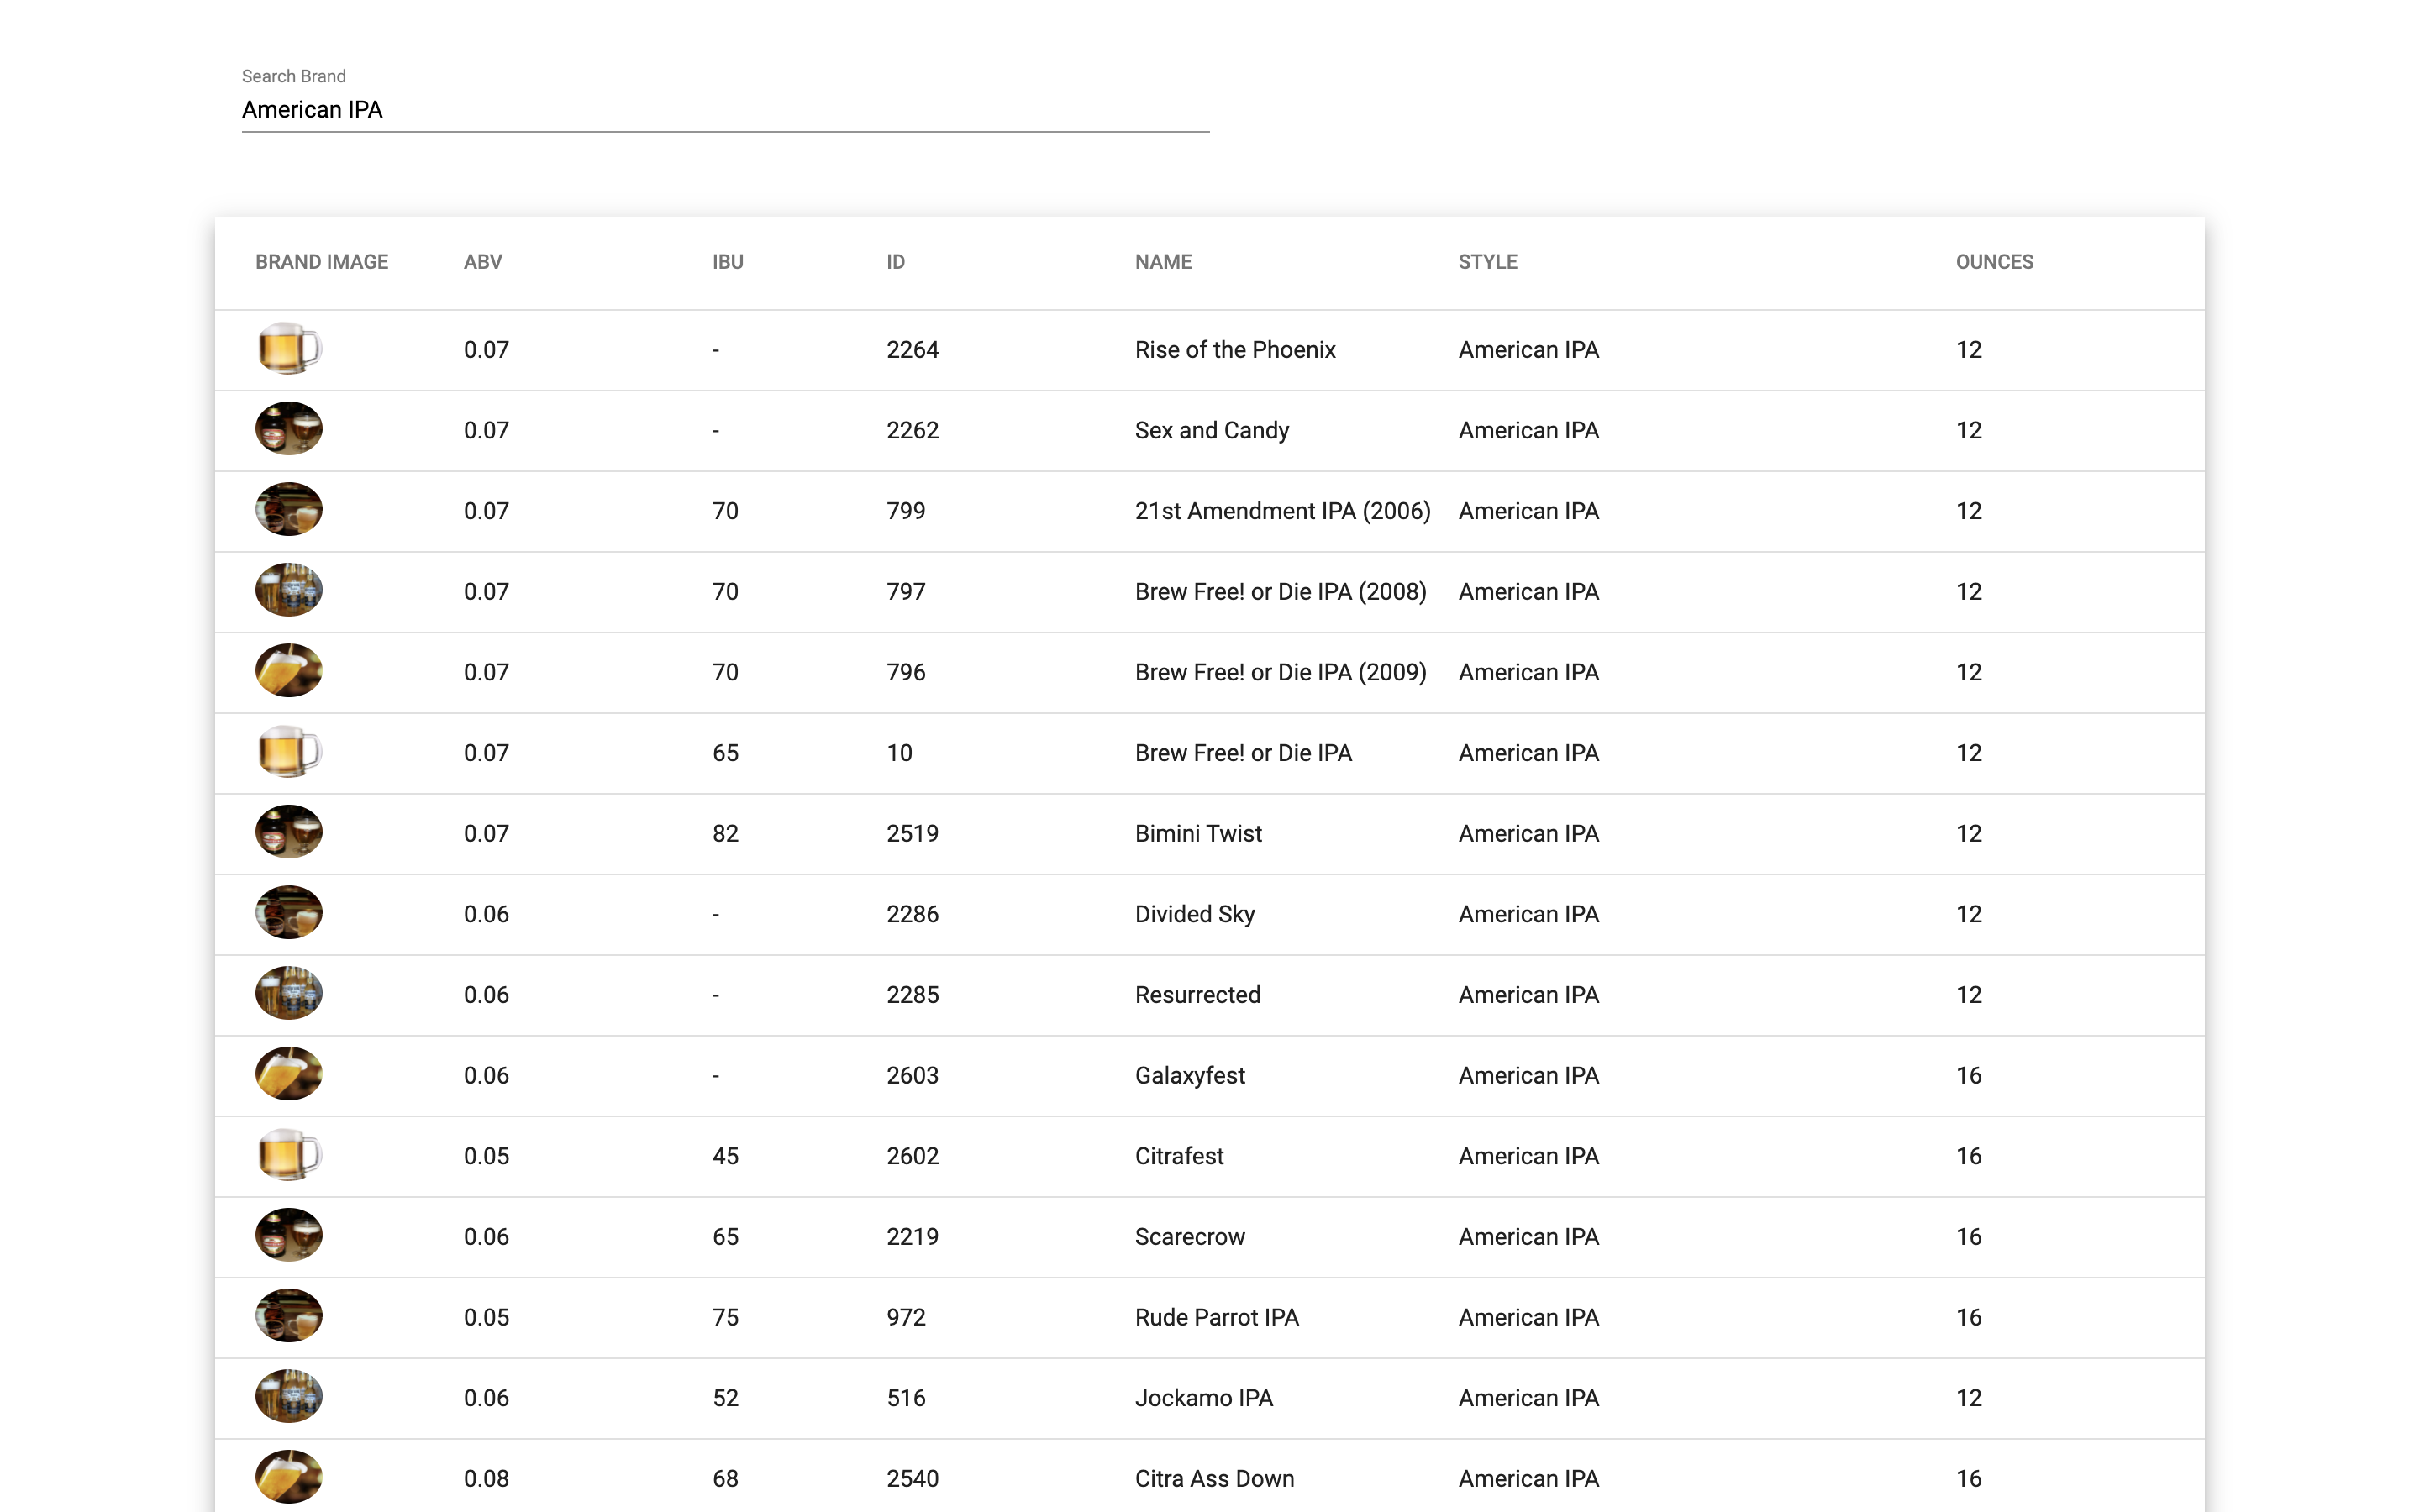 Search Brand
American IPA
BRAND IMAGE ABV IBU ID NAME STYLE OUNCES
0.07 - 2264 Rise of the Phoenix American IPA 12
0.07 - 2262 Sex and Candy American IPA 12
0.07 70 799 21st Amendment IPA (2006) American IPA 12
0.07 70 797 Brew Free! or Die IPA (2008) American IPA 12
0.07 70 796 Brew Free! or Die IPA (2009) American IPA 12
0.07 65 10 Brew Free! or Die IPA American IPA 12
0.07 82 2519 Bimini Twist American IPA 12
0.06 - 2286 Divided Sky American IPA 12
0.06 - 2285 Resurrected American IPA 12
0.06 - 2603 Galaxyfest American IPA 16
0.05 45 2602 Citrafest American IPA 16
0.06 65 2219 Scarecrow American IPA 16
0.05 75 972 Rude Parrot IPA American IPA 16
0.06 52 516 Jockamo IPA American IPA 12
0.08 68 2540 Citra Ass Down American IPA 16